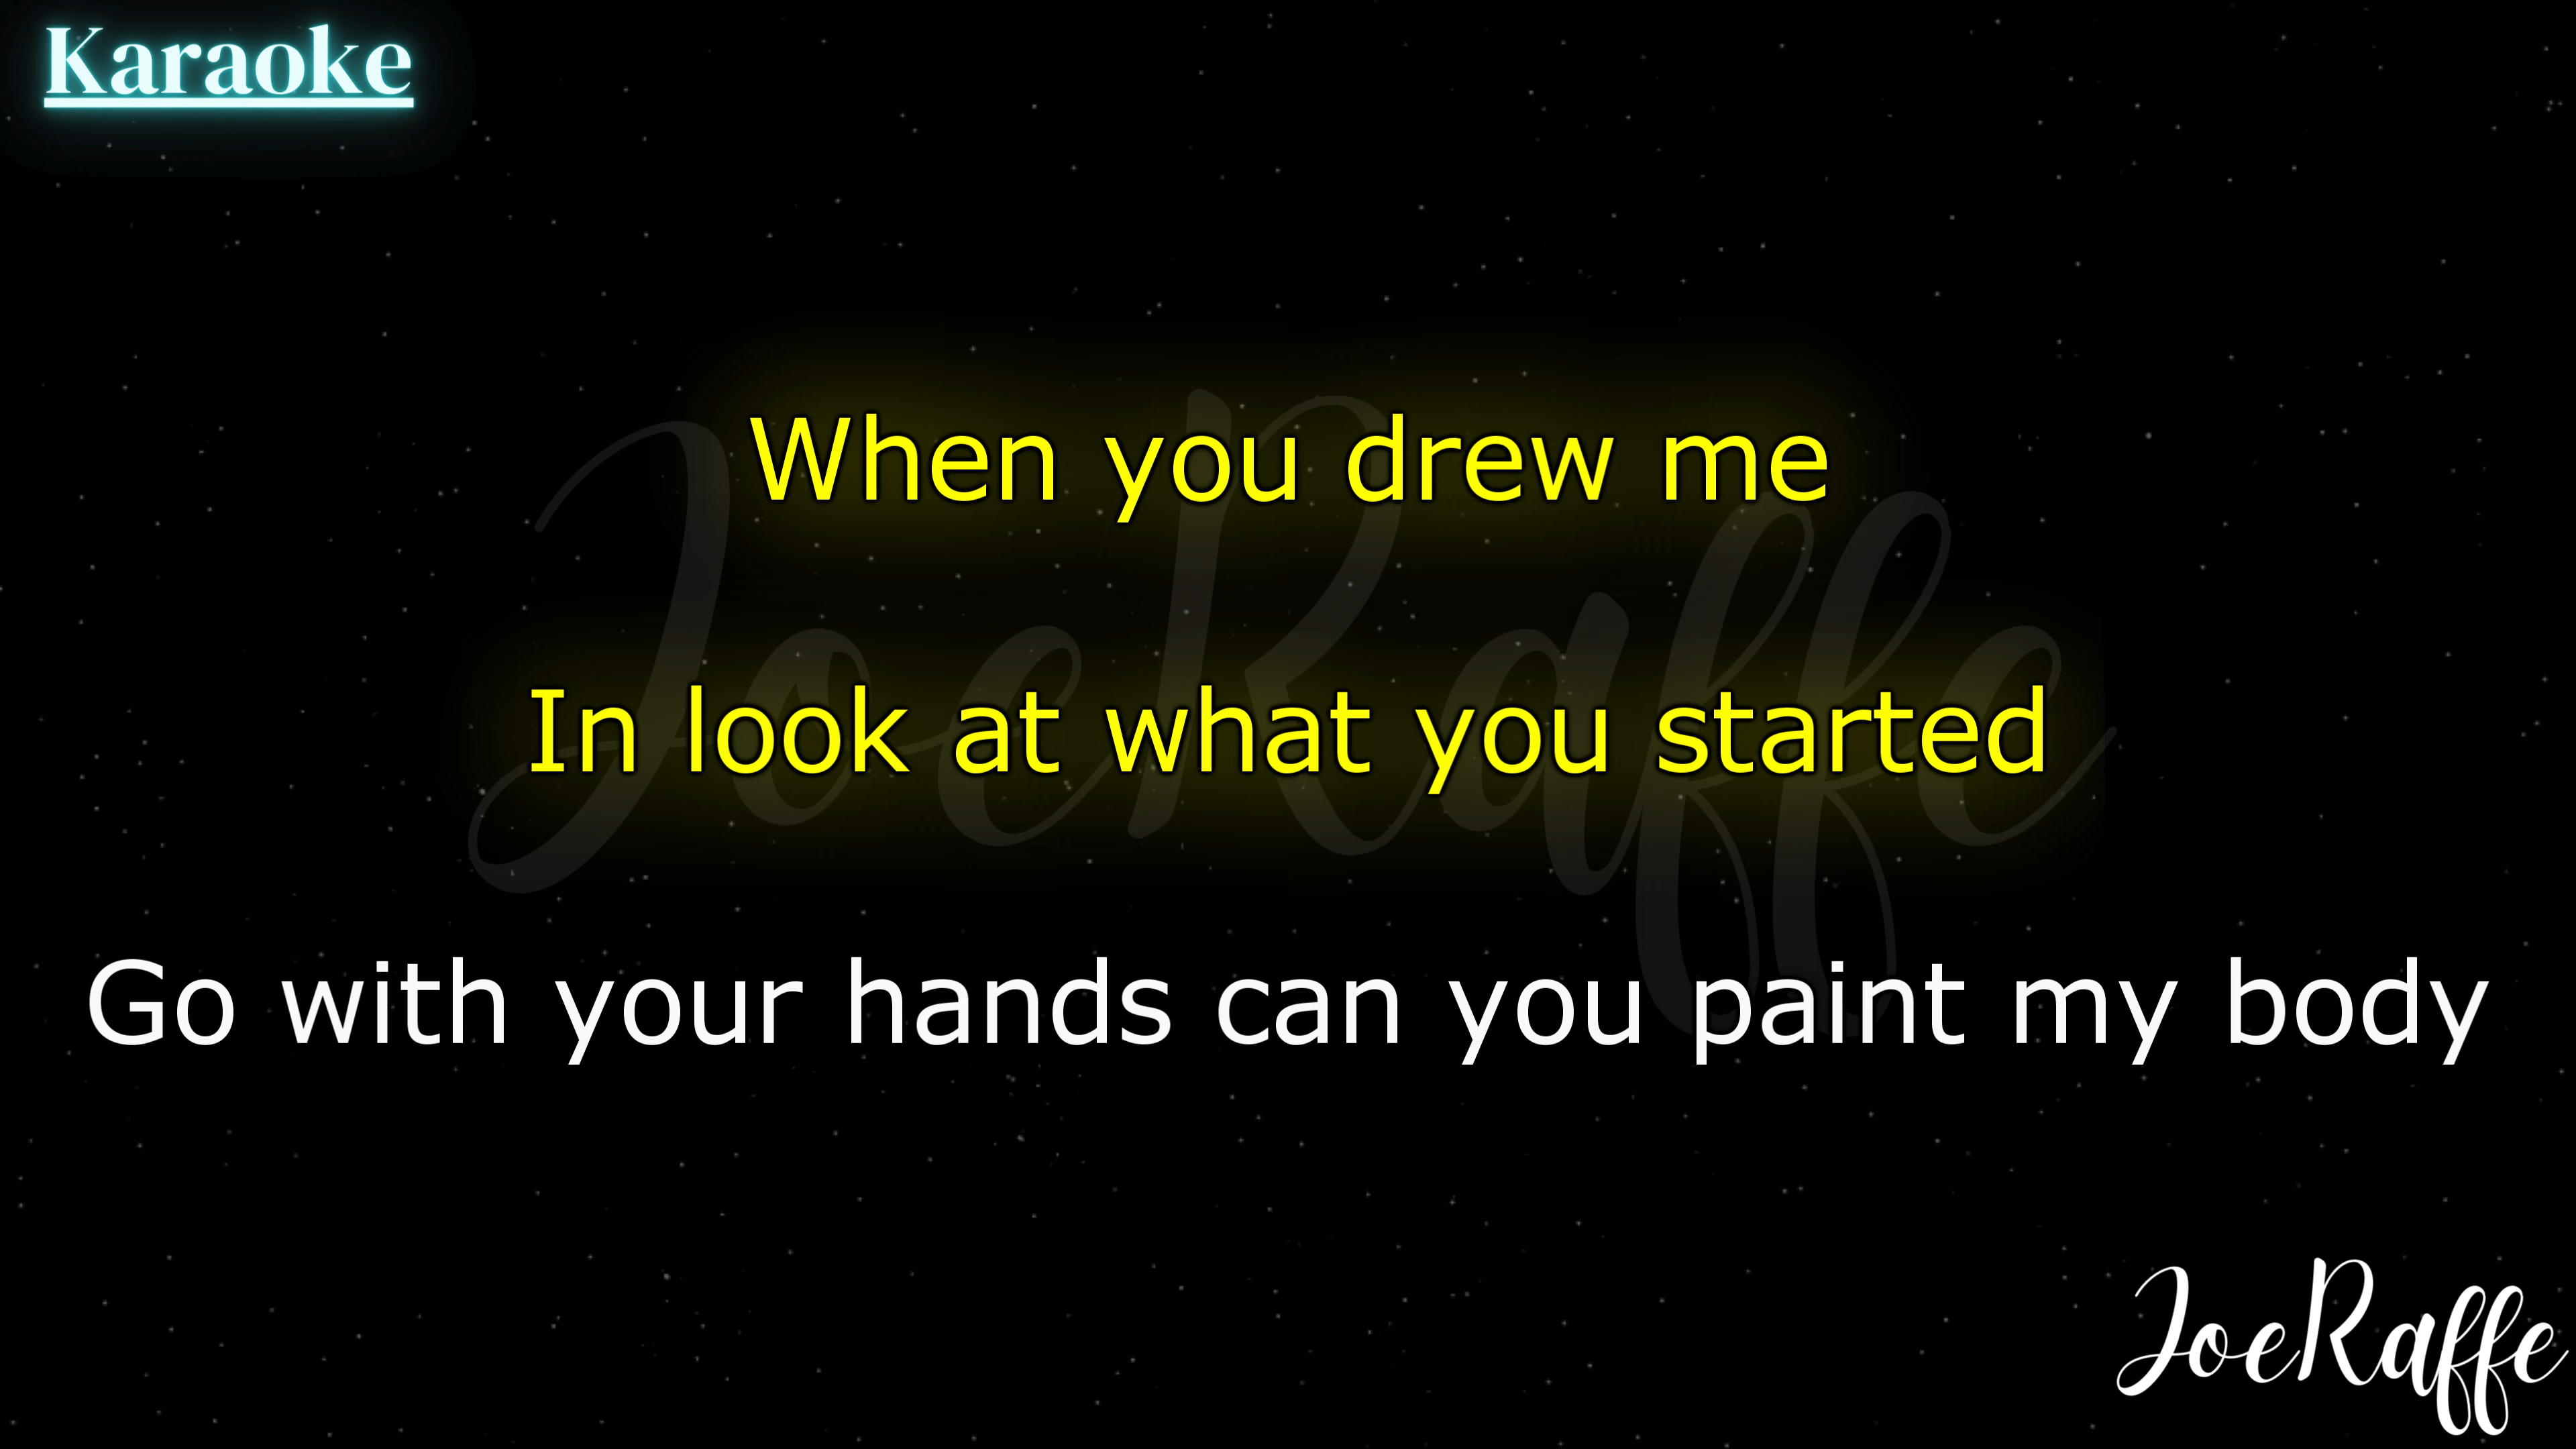 Karaoke
When you drew me
In look at what you started
Go with your hands can you paint my body
JoeRaffe
JoeRaffe